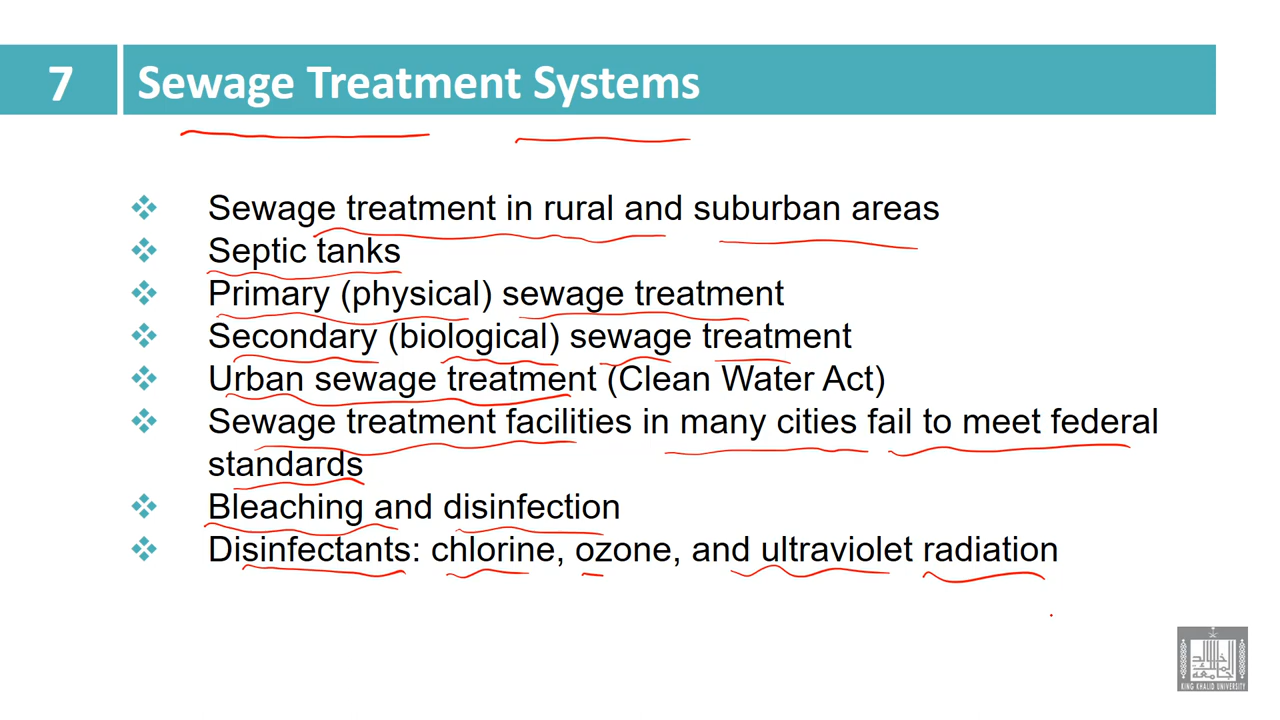 7
Sewage Treatment Systems
Sewage treatment in rural and suburban areas
Septic tanks
Primary (physical) sewage treatment
Secondary (biological) sewage treatment
Urban sewage treatment (Clean Water Act)
Sewage treatment facilities in many cities fail to meet federal
standards
Bleaching and disinfection
Disinfectants: chlorine, ozone, and ultraviolet radiation
KING KHALID UNIVERSITY